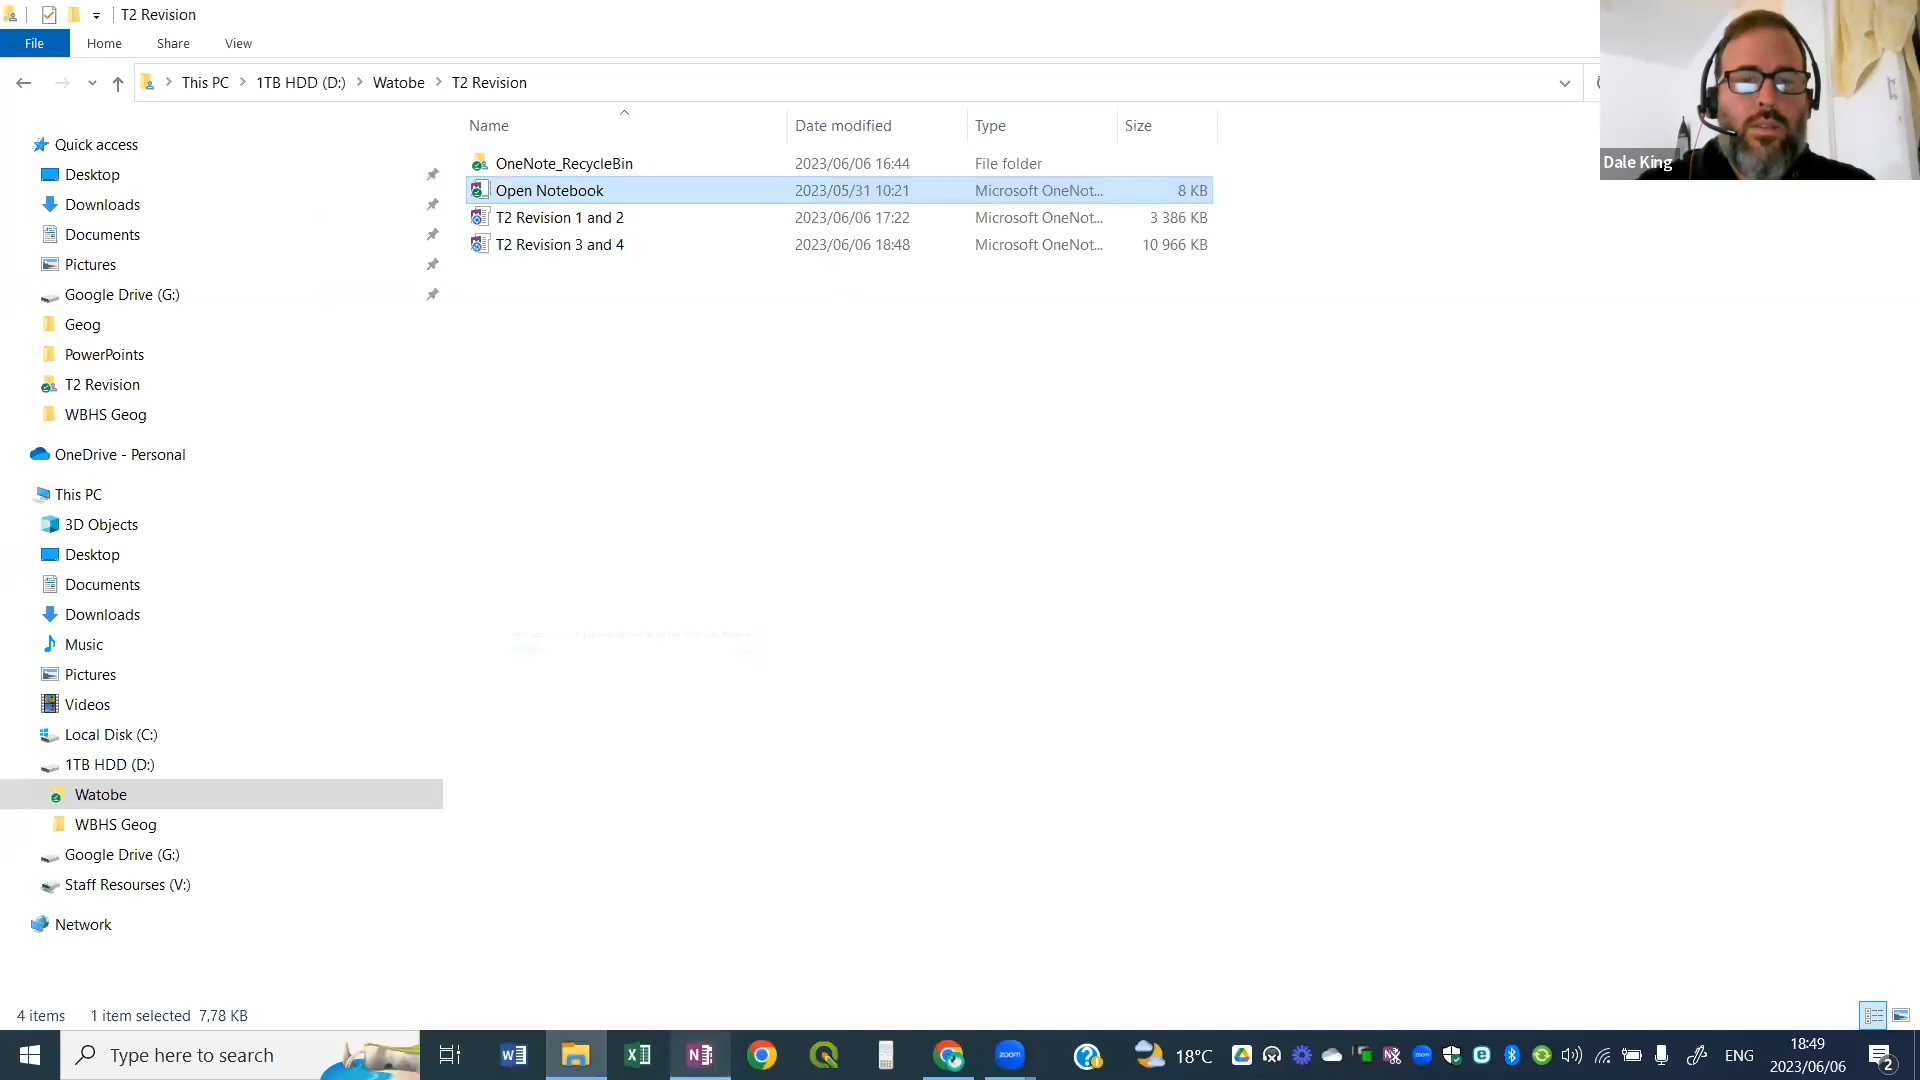 T2 Revision
File Home Share View
This PC 1TB HDD (D:) Watobe T2 Revision
Dale King
Name Date modified Type Size
OneNote_RecycleBin 2023/06/06 16:44 File folder
Open Notebook 2023/05/31 10:21 Microsoft OneNot... 8 KB
T2 Revision 1 and 2 2023/06/06 17:22 Microsoft OneNot... 3 386 KB
T2 Revision 3 and 4 2023/06/06 18:48 Microsoft OneNot... 10 966 KB
Quick access
Desktop
Downloads
Documents
Pictures
Google Drive (G:)
Geog
PowerPoints
T2 Revision
WBHS Geog
OneDrive - Personal
This PC
3D Objects
Desktop
Documents
Downloads
Music
Pictures
Videos
Local Disk (C:)
1TB HDD (D:)
Watobe
WBHS Geog
Google Drive (G:)
Staff Resourses (V:)
Network
4 items 1 item selected 7,78 KB
Type here to search
zoom
18°C
ENG
18:49
2023/06/06
2